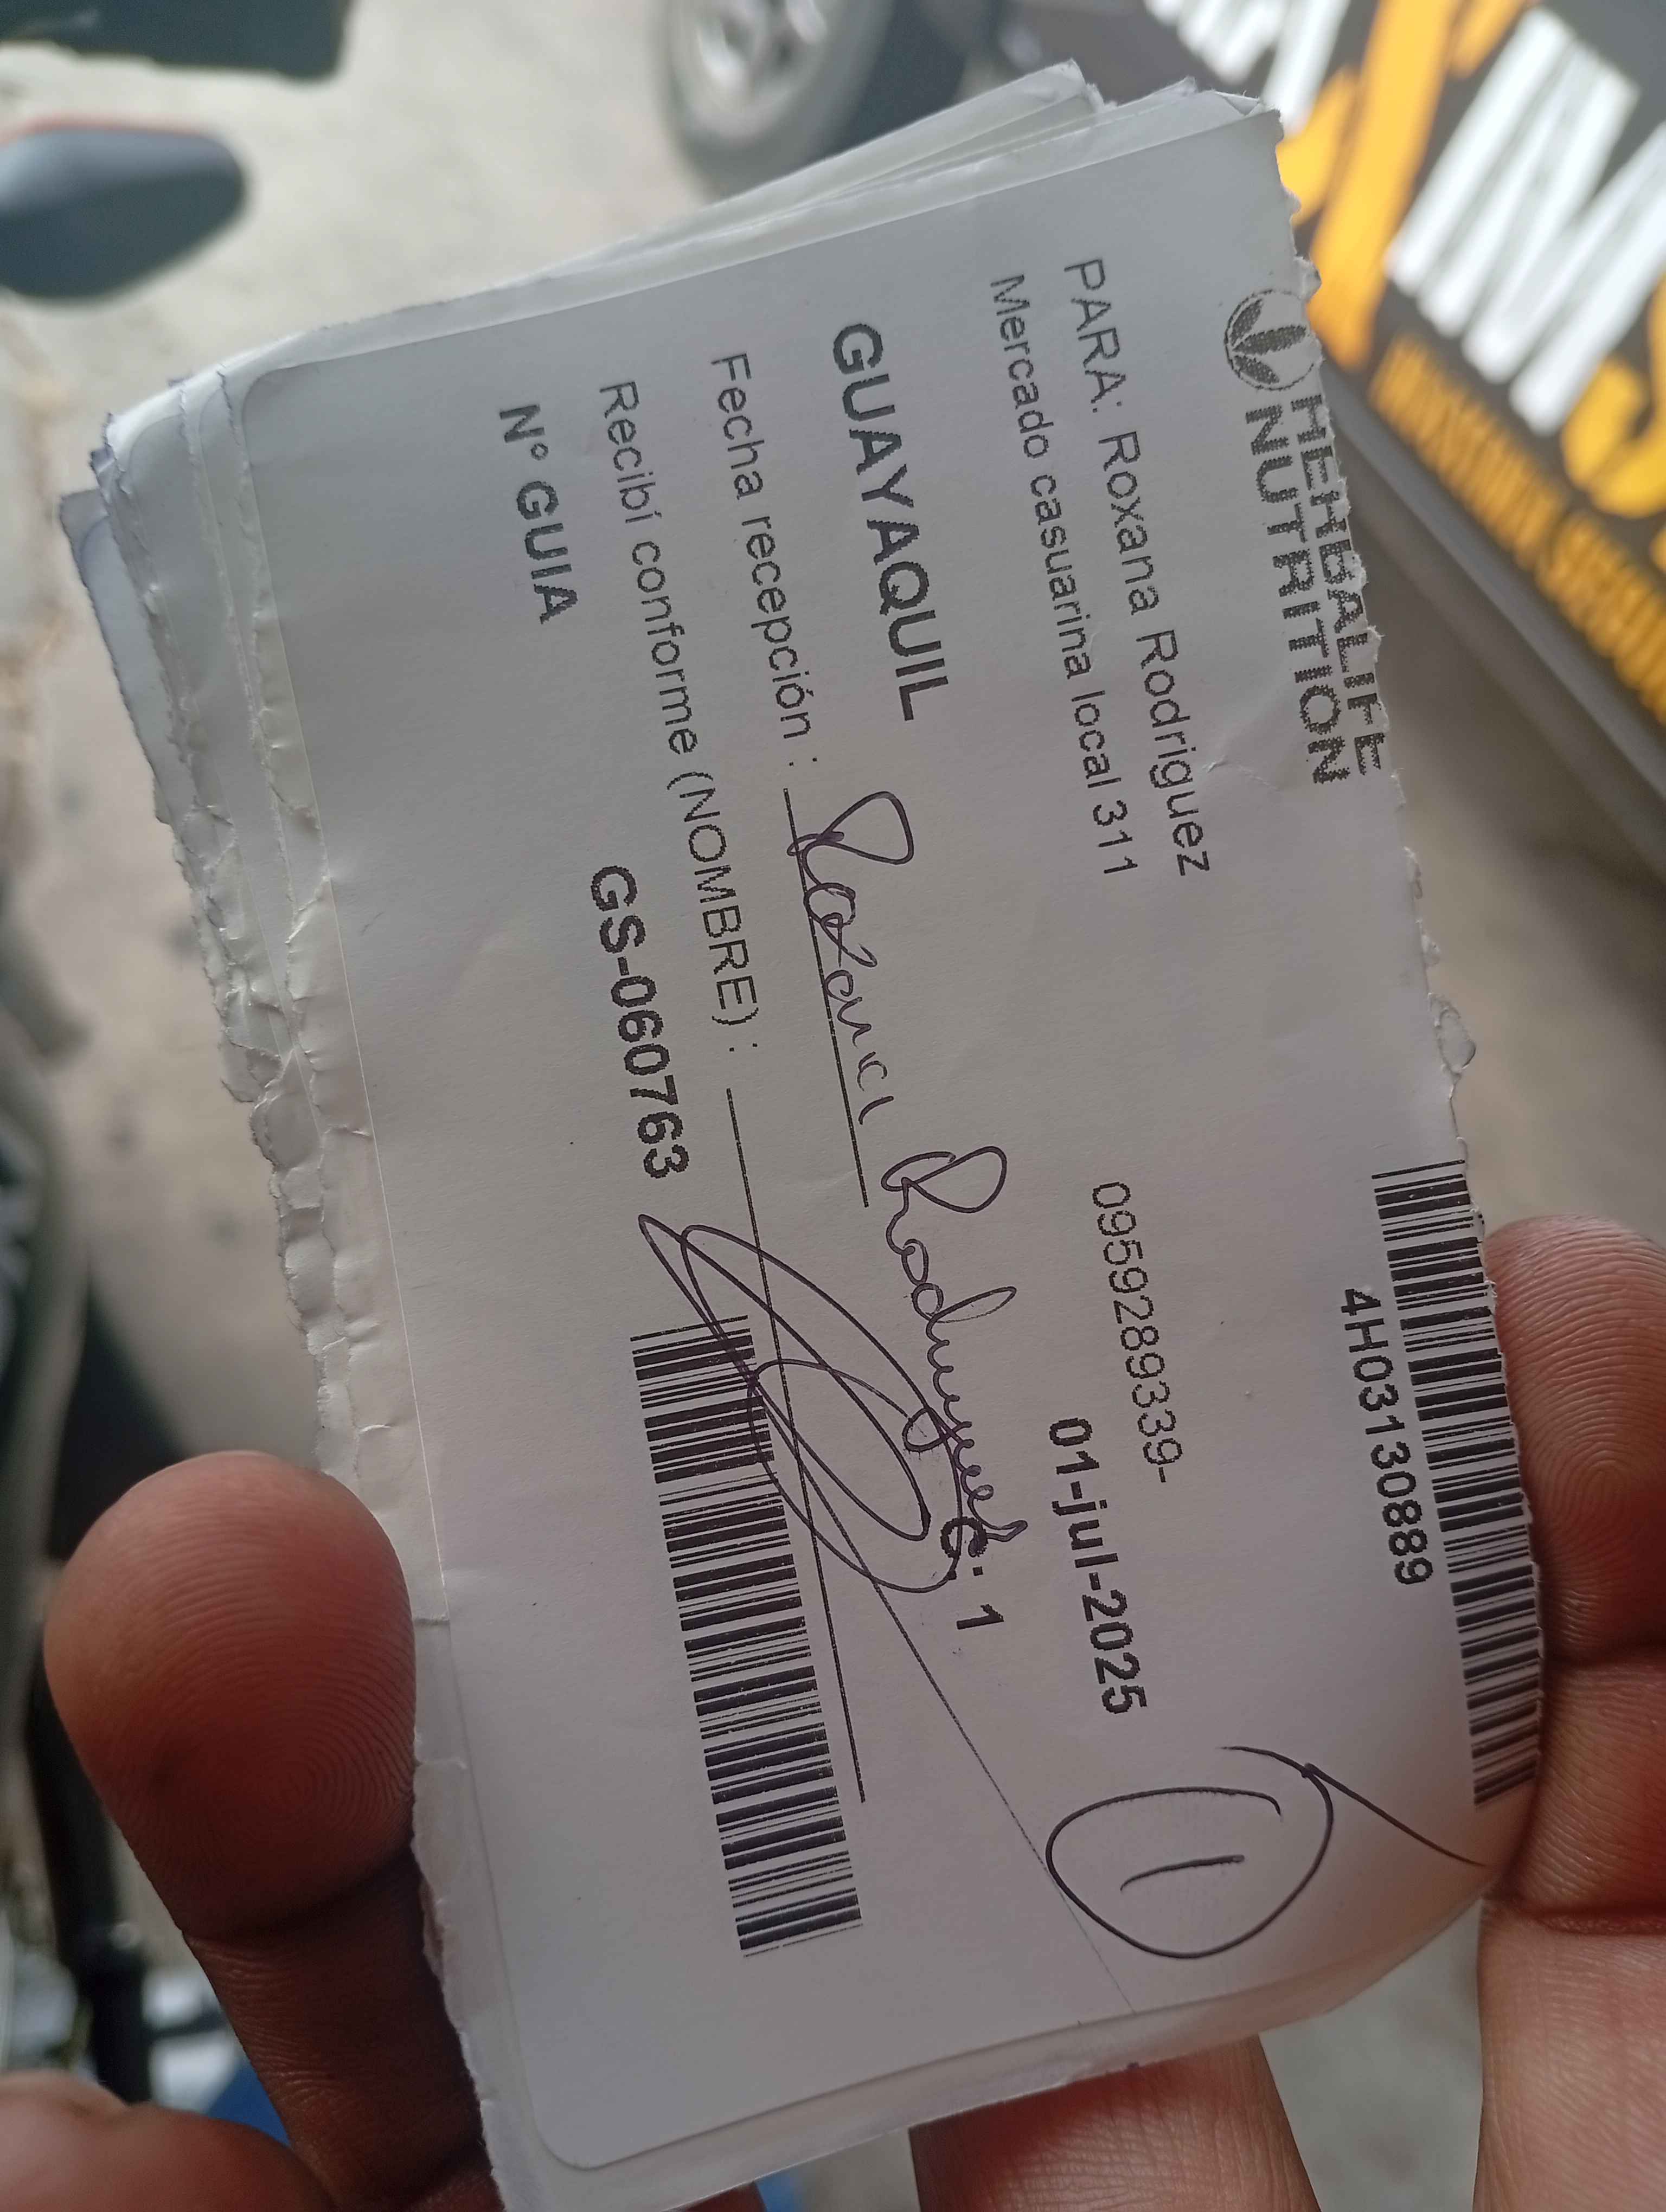 HERBALIFE
NUTRITION
4H03130889
PARA: Roxana Rodriguez
0959289339-
Mercado casuarina local 311
01-jul-2025
1
GUAYAQUIL
C: 1
Fecha recepción : Roxana Rodriguez
Recibí conforme (NOMBRE) :
N° GUIA
GS-060763